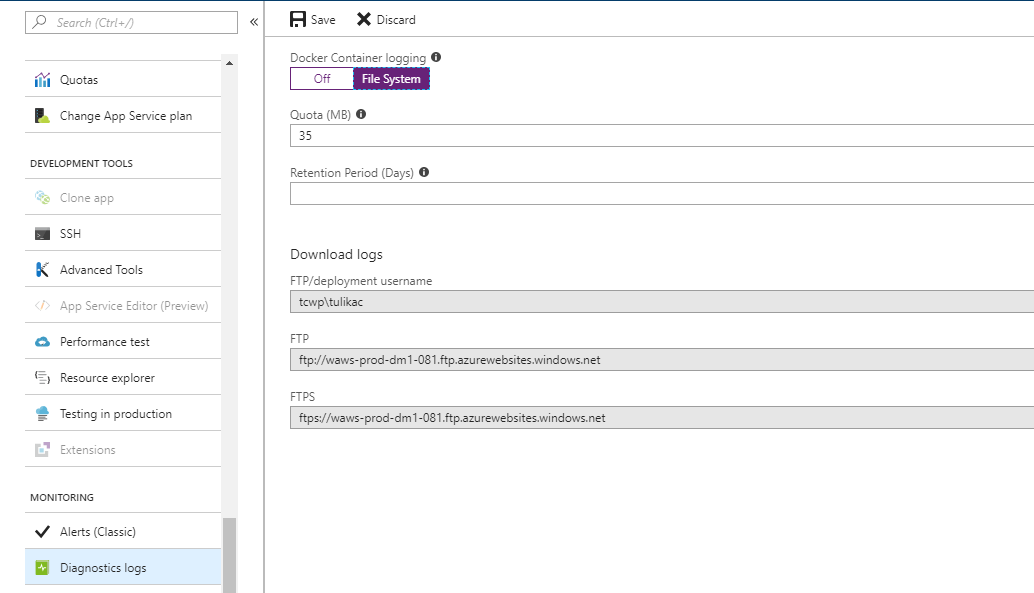 Search (Ctrl+/)
«
Quotas
Change App Service plan
DEVELOPMENT TOOLS
Clone app
SSH
Advanced Tools
App Service Editor (Preview)
Performance test
Resource explorer
Testing in production
Extensions
MONITORING
Alerts (Classic)
Diagnostics logs
Save Discard
Docker Container logging
Off File System
Quota (MB)
35
Retention Period (Days)
Download logs
FTP/deployment username
tcwp\tulikac
FTP
ftp://waws-prod-dm1-081.ftp.azurewebsites.windows.net
FTPS
ftps://waws-prod-dm1-081.ftp.azurewebsites.windows.net